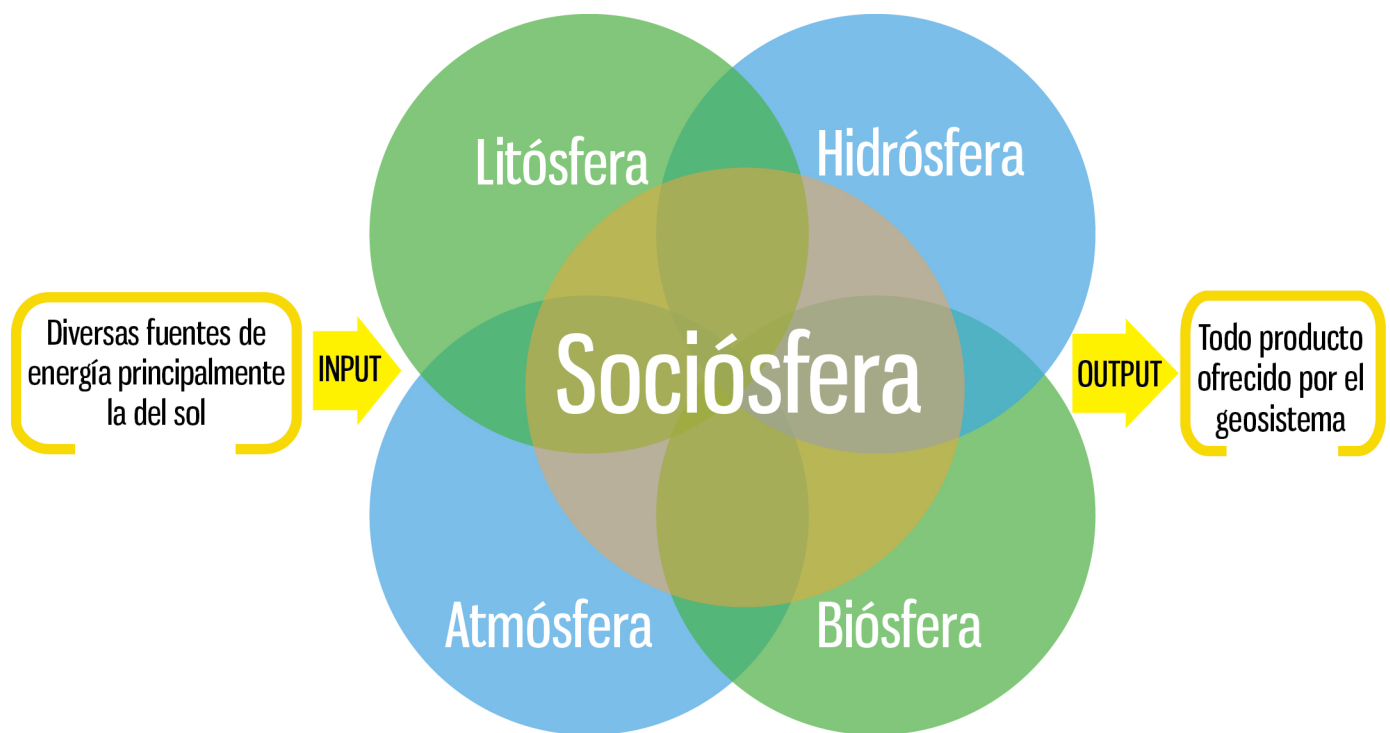 Litósfera
Hidrósfera
Diversas fuentes de
energía principalmente
la del sol
INPUT
Sociósfera
OUTPUT
Todo producto
ofrecido por el
geosistema
Atmósfera
Biósfera